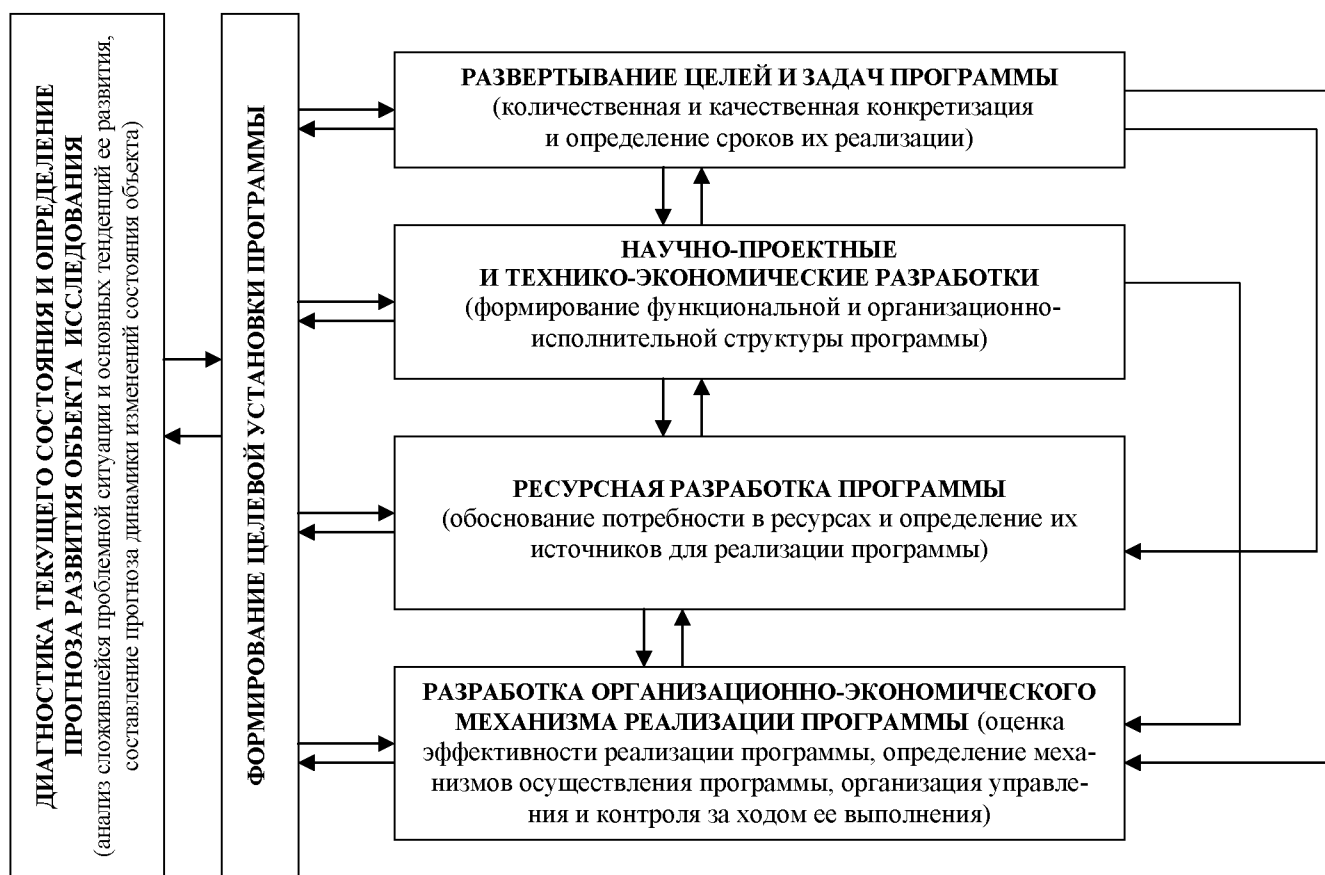 ДИАГНОСТИКА ТЕКУЩЕГО СОСТОЯНИЯ И ОПРЕДЕЛЕНИЕ
ПРОГНОЗА РАЗВИТИЯ ОБЪЕКТА ИССЛЕДОВАНИЯ
(анализ сложившейся проблемной ситуации и основных тенденций ее развития,
составление прогноза динамики изменений состояния объекта)
ФОРМИРОВАНИЕ ЦЕЛЕВОЙ УСТАНОВКИ ПРОГРАММЫ
РАЗВЕРТЫВАНИЕ ЦЕЛЕЙ И ЗАДАЧ ПРОГРАММЫ
(количественная и качественная конкретизация
и определение сроков их реализации)
НАУЧНО-ПРОЕКТНЫЕ
И ТЕХНИКО-ЭКОНОМИЧЕСКИЕ РАЗРАБОТКИ
(формирование функциональной и организационно-
исполнительной структуры программы)
РЕСУРСНАЯ РАЗРАБОТКА ПРОГРАММЫ
(обоснование потребности в ресурсах и определение их
источников для реализации программы)
РАЗРАБОТКА ОРГАНИЗАЦИОННО-ЭКОНОМИЧЕСКОГО
МЕХАНИЗМА РЕАЛИЗАЦИИ ПРОГРАММЫ (оценка
эффективности реализации программы, определение меха-
низмов осуществления программы, организация управле-
ния и контроля за ходом ее выполнения)